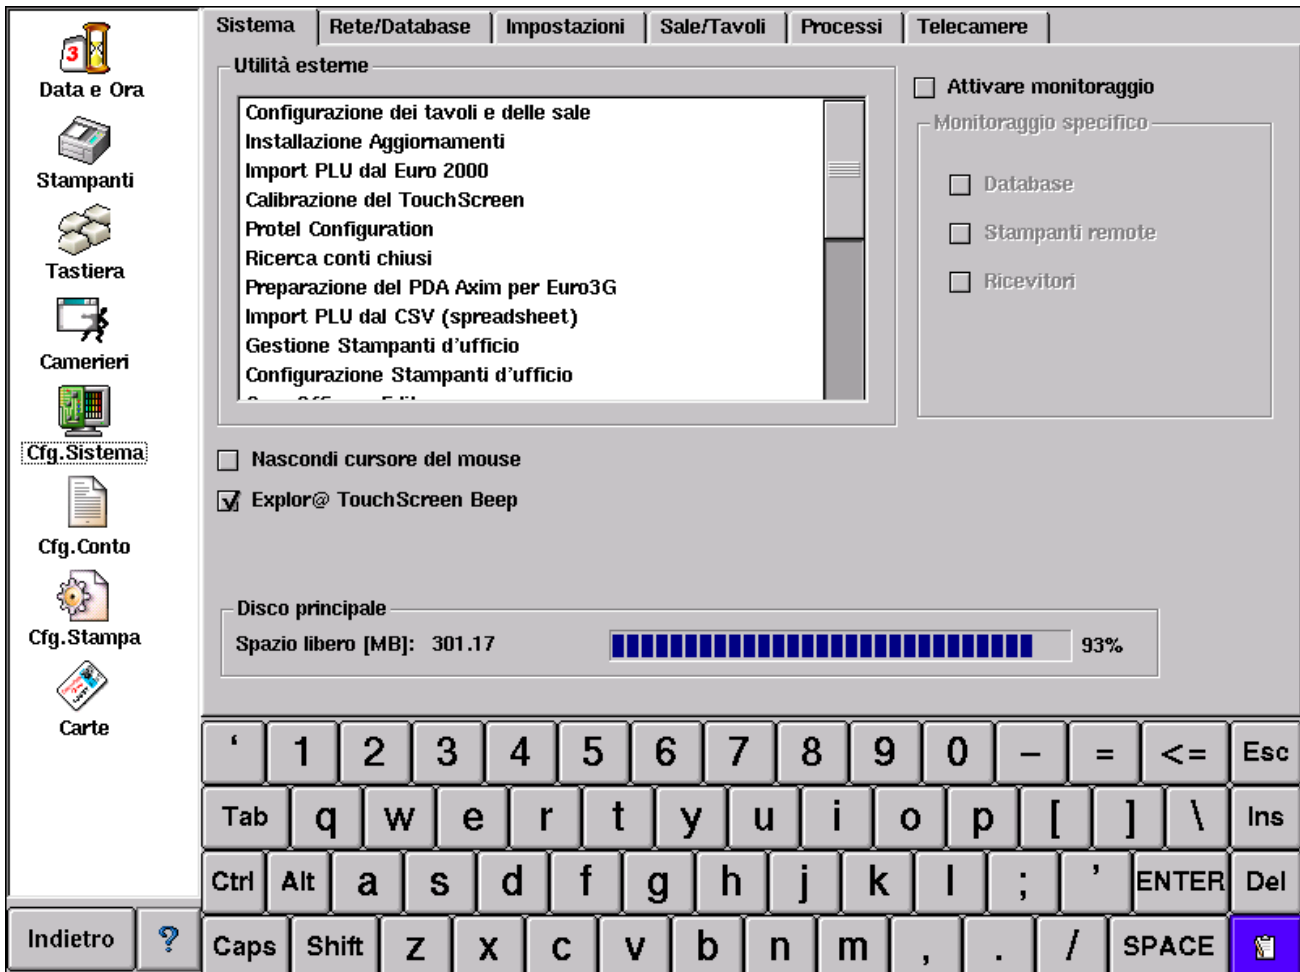 Sistema
Rete/Database
Impostazioni
Sale/Tavoli
Processi
Telecamere
3
Data e Ora
Stampanti
Tastiera
Camerieri
Cfg.Sistema
Cfg.Conto
Cfg.Stampa
Carte
Utilità esterne
Configurazione dei tavoli e delle sale
Installazione Aggiornamenti
Import PLU dal Euro 2000
Calibrazione del TouchScreen
Protel Configuration
Ricerca conti chiusi
Preparazione del PDA Axim per Euro3G
Import PLU dal CSV (spreadsheet)
Gestione Stampanti d'ufficio
Configurazione Stampanti d'ufficio
Attivare monitoraggio
Monitoraggio specifico
Database
Stampanti remote
Ricevitori
Nascondi cursore del mouse
Explor@ TouchScreen Beep
Disco principale
Spazio libero [MB]: 301.17
93%
‘ 1 2 3 4 5 6 7 8 9 0 – = <= Esc
Tab q w e r t y u i o p [ ] \ Ins
Ctrl Alt a s d f g h j k l ; ’ ENTER Del
Caps Shift z x c v b n m , . / SPACE
Indietro ?